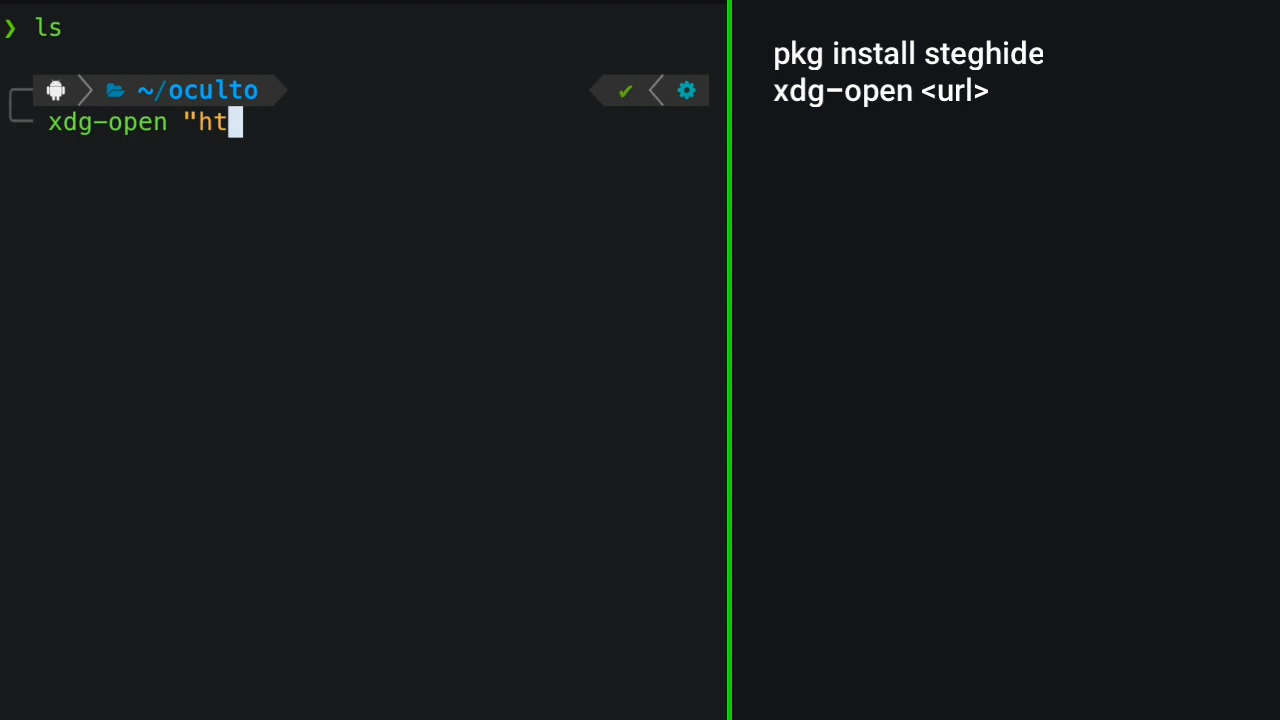 ❯ ls
~/oculto ✔
xdg-open "ht
pkg install steghide
xdg-open <url>